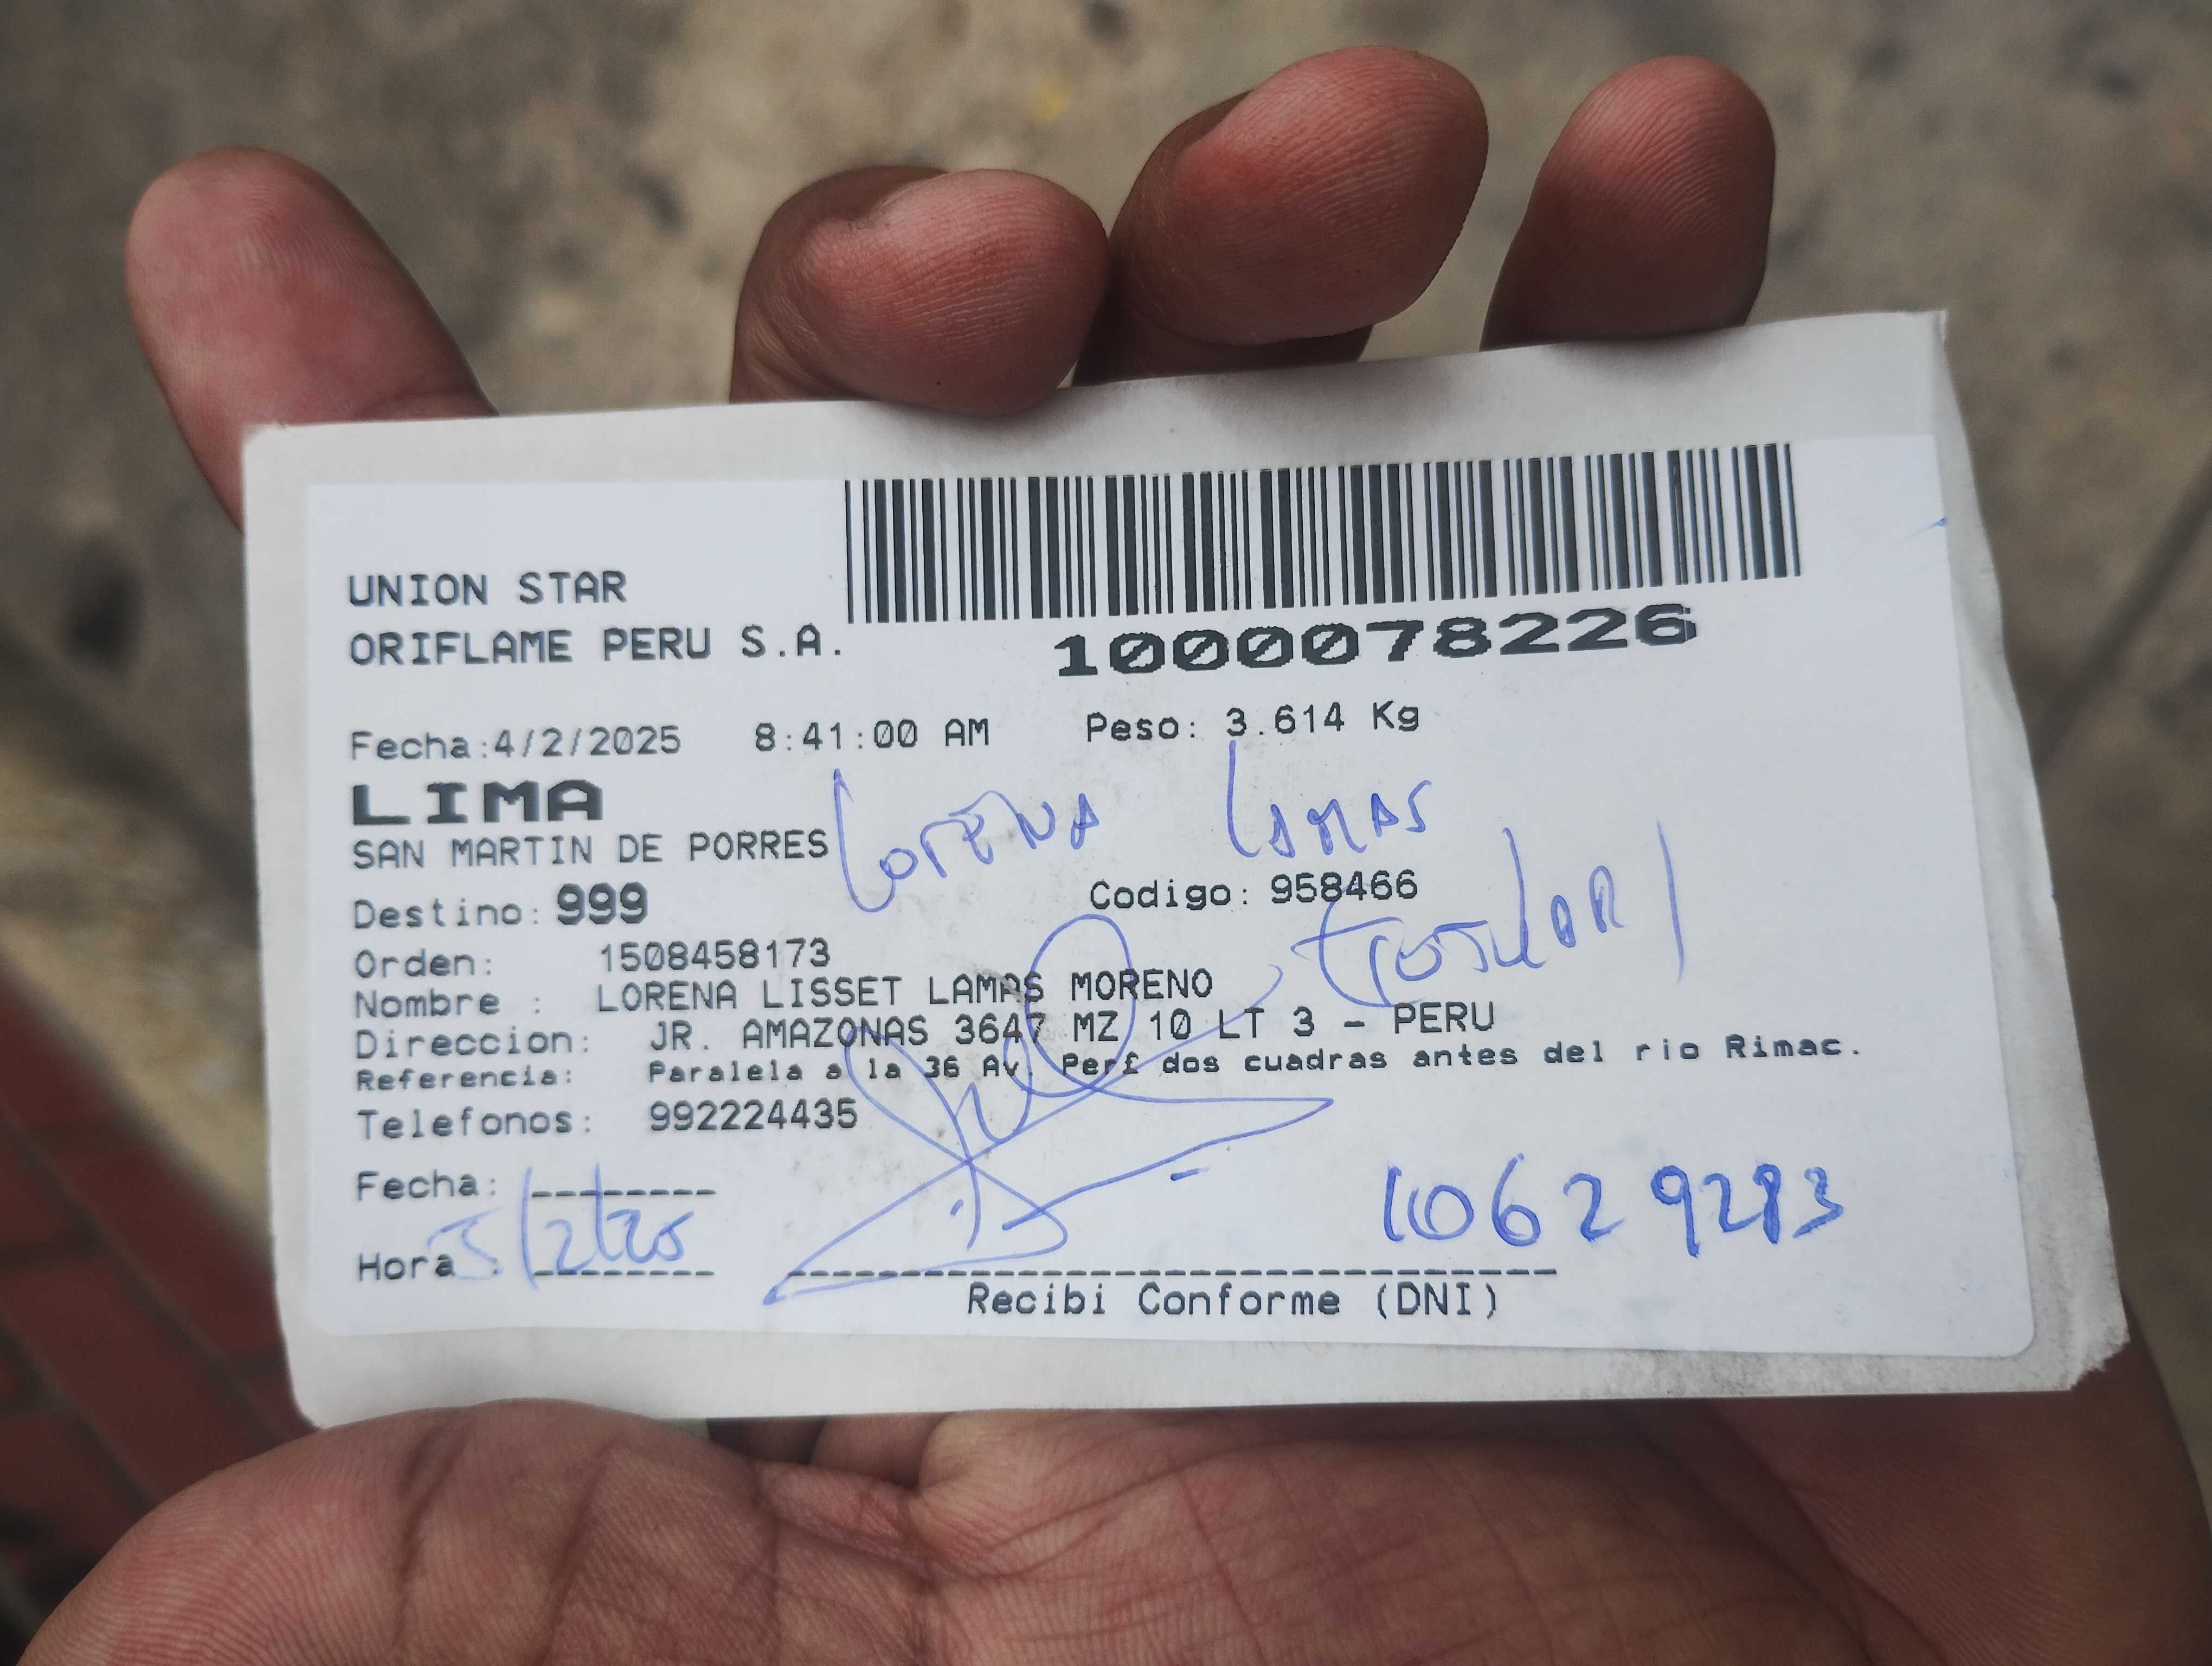 UNION STAR
ORIFLAME PERU S.A.
1000078226
Fecha:4/2/2025 8:41:00 AM Peso: 3.614 Kg
LIMA
LORENA LAMAS
SAN MARTIN DE PORRES
Destino: 999 Codigo: 958466
Orden: 1508458173
Nombre : LORENA LISSET LAMAS MORENO
Direccion: JR. AMAZONAS 3647 MZ 10 LT 3 - PERU
Referencia: Paralela a la 36 Av. Perf dos cuadras antes del rio Rimac.
Telefonos: 992224435
Fecha:
10629283
Hora : 5/2/25
Recibi Conforme (DNI)